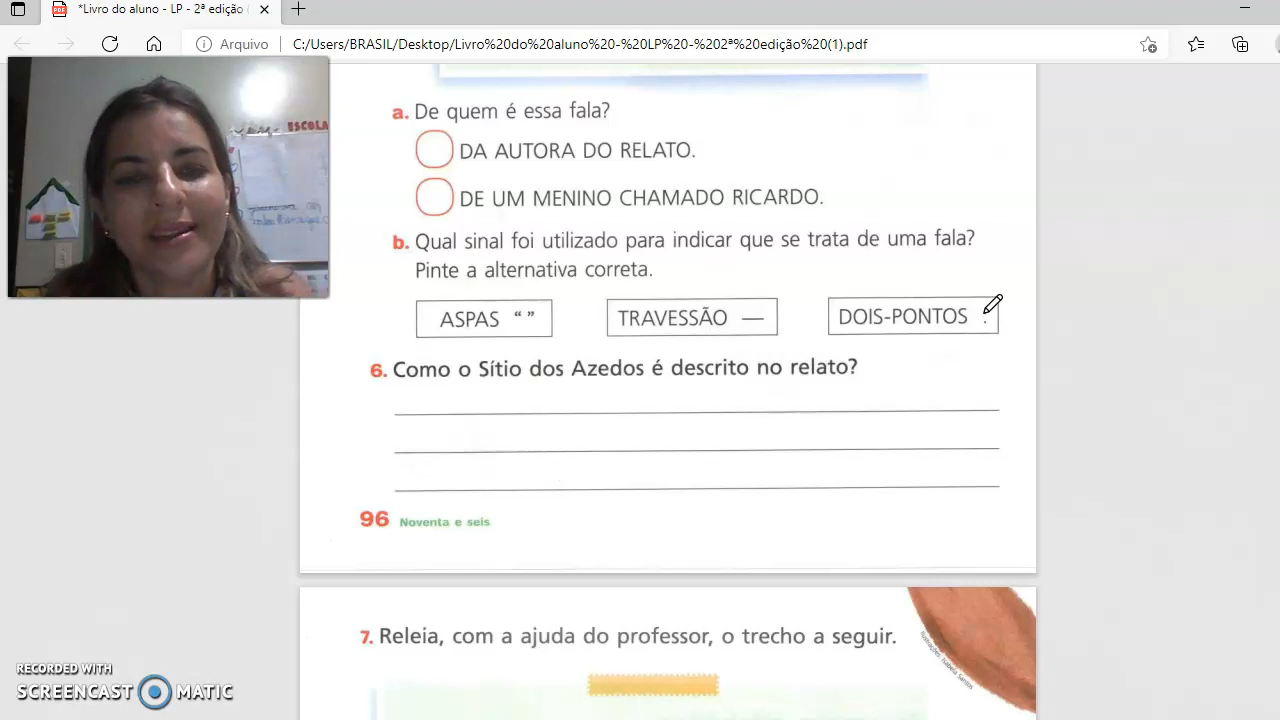 *Livro do aluno - LP - 2ª edição (
Arquivo
C:/Users/BRASIL/Desktop/Livro%20do%20aluno%20-%20LP%20-%202ª%20edição%20(1).pdf
ESCOLA
a. De quem é essa fala?
DA AUTORA DO RELATO.
DE UM MENINO CHAMADO RICARDO.
b. Qual sinal foi utilizado para indicar que se trata de uma fala?
Pinte a alternativa correta.
ASPAS “ ”
TRAVESSÃO —
DOIS-PONTOS :
6. Como o Sítio dos Azedos é descrito no relato?
96 Noventa e seis
7. Releia, com a ajuda do professor, o trecho a seguir.
Ilustrações: Isabela Santos
RECORDED WITH
SCREENCAST MATIC